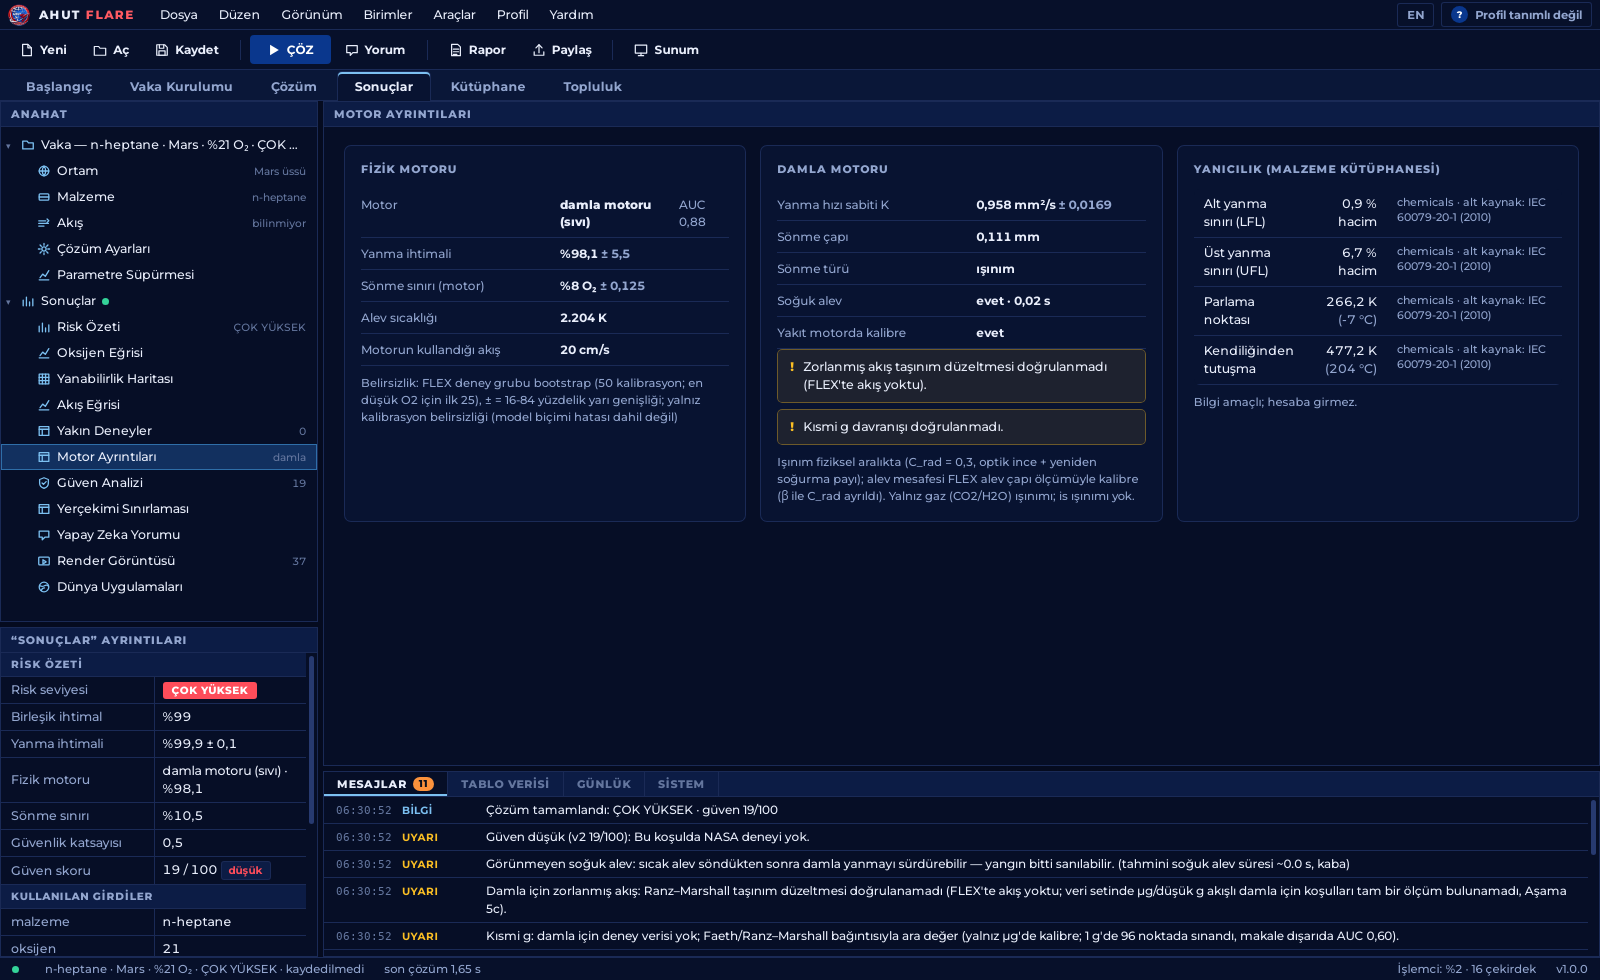 AHUT FLARE Dosya Düzen Görünüm Birimler Araçlar Profil Yardım EN ? Profil tanımlı değil
Yeni Aç Kaydet ÇÖZ Yorum Rapor Paylaş Sunum
Başlangıç Vaka Kurulumu Çözüm Sonuçlar Kütüphane Topluluk
ANAHAT
Vaka — n-heptane · Mars · %21 O₂ · ÇOK ...
Ortam Mars üssü
Malzeme n-heptane
Akış bilinmiyor
Çözüm Ayarları
Parametre Süpürmesi
Sonuçlar
Risk Özeti ÇOK YÜKSEK
Oksijen Eğrisi
Yanabilirlik Haritası
Akış Eğrisi
Yakın Deneyler 0
Motor Ayrıntıları damla
Güven Analizi 19
Yerçekimi Sınırlaması
Yapay Zeka Yorumu
Render Görüntüsü 37
Dünya Uygulamaları
“SONUÇLAR” AYRINTILARI
RİSK ÖZETİ
Risk seviyesi ÇOK YÜKSEK
Birleşik ihtimal %99
Yanma ihtimali %99,9 ± 0,1
Fizik motoru damla motoru (sıvı) ·
%98,1
Sönme sınırı %10,5
Güvenlik katsayısı 0,5
Güven skoru 19 / 100 düşük
KULLANILAN GİRDİLER
malzeme n-heptane
oksijen 21
MOTOR AYRINTILARI
FİZİK MOTORU
Motor damla motoru AUC
(sıvı) 0,88
Yanma ihtimali %98,1 ± 5,5
Sönme sınırı (motor) %8 O₂ ± 0,125
Alev sıcaklığı 2.204 K
Motorun kullandığı akış 20 cm/s
Belirsizlik: FLEX deney grubu bootstrap (50 kalibrasyon; en
düşük O2 için ilk 25), ± = 16-84 yüzdelik yarı genişliği; yalnız
kalibrasyon belirsizliği (model biçimi hatası dahil değil)
DAMLA MOTORU
Yanma hızı sabiti K 0,958 mm²/s ± 0,0169
Sönme çapı 0,111 mm
Sönme türü ışınım
Soğuk alev evet · 0,02 s
Yakıt motorda kalibre evet
! Zorlanmış akış taşınım düzeltmesi doğrulanmadı
(FLEX'te akış yoktu).
! Kısmi g davranışı doğrulanmadı.
Işınım fiziksel aralıkta (C_rad = 0,3, optik ince + yeniden
soğurma payı); alev mesafesi FLEX alev çapı ölçümüyle kalibre
(β ile C_rad ayrıldı). Yalnız gaz (CO2/H2O) ışınımı; is ışınımı yok.
YANICILIK (MALZEME KÜTÜPHANESİ)
Alt yanma 0,9 % chemicals · alt kaynak: IEC
sınırı (LFL) hacim 60079-20-1 (2010)
Üst yanma 6,7 % chemicals · alt kaynak: IEC
sınırı (UFL) hacim 60079-20-1 (2010)
Parlama 266,2 K chemicals · alt kaynak: IEC
noktası (-7 °C) 60079-20-1 (2010)
Kendiliğinden 477,2 K chemicals · alt kaynak: IEC
tutuşma (204 °C) 60079-20-1 (2010)
Bilgi amaçlı; hesaba girmez.
MESAJLAR 11 TABLO VERİSİ GÜNLÜK SİSTEM
06:30:52 BİLGİ Çözüm tamamlandı: ÇOK YÜKSEK · güven 19/100
06:30:52 UYARI Güven düşük (v2 19/100): Bu koşulda NASA deneyi yok.
06:30:52 UYARI Görünmeyen soğuk alev: sıcak alev söndükten sonra damla yanmayı sürdürebilir — yangın bitti sanılabilir. (tahmini soğuk alev süresi ~0.0 s, kaba)
06:30:52 UYARI Damla için zorlanmış akış: Ranz–Marshall taşınım düzeltmesi doğrulanamadı (FLEX'te akış yoktu; veri setinde µg/düşük g akışlı damla için koşulları tam bir ölçüm bulunamadı, Aşama
5c).
06:30:52 UYARI Kısmi g: damla için deney verisi yok; Faeth/Ranz–Marshall bağıntısıyla ara değer (yalnız µg'de kalibre; 1 g'de 96 noktada sınandı, makale dışarıda AUC 0,60).
n-heptane · Mars · %21 O₂ · ÇOK YÜKSEK · kaydedilmedi son çözüm 1,65 s İşlemci: %2 · 16 çekirdek v1.0.0